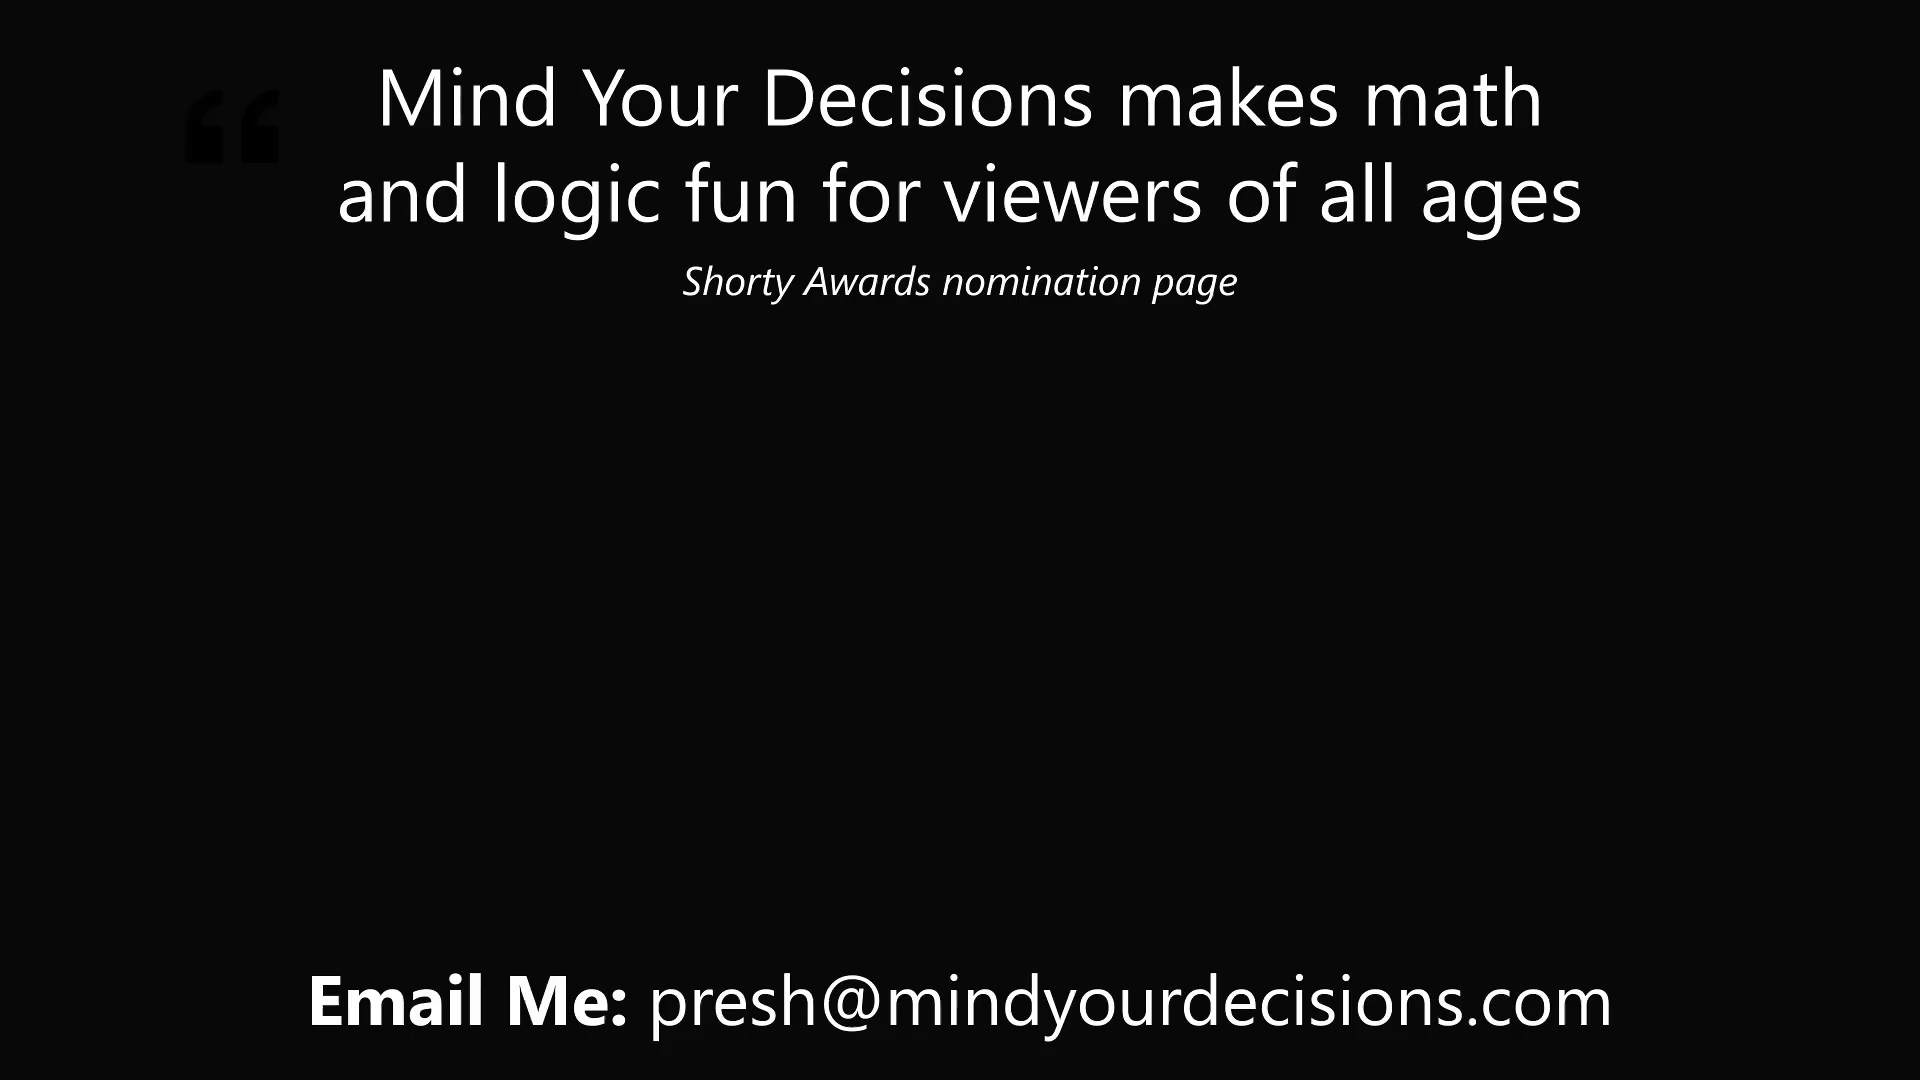 “ Mind Your Decisions makes math
and logic fun for viewers of all ages
Shorty Awards nomination page
Email Me: presh@mindyourdecisions.com